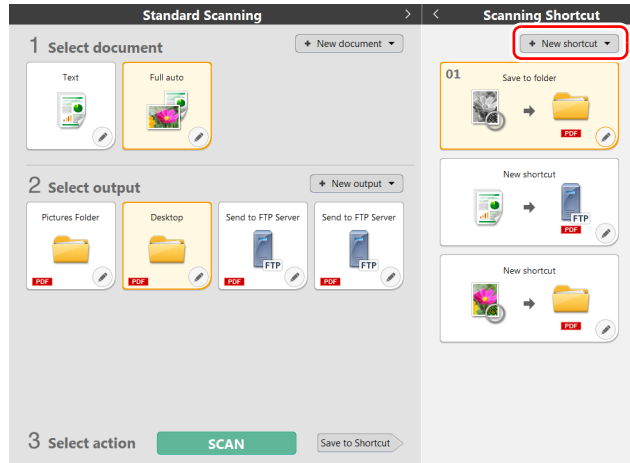 Standard Scanning >
1 Select document
+ New document ▼
Text
Full auto
2 Select output
+ New output ▼
Pictures Folder
PDF
Desktop
PDF
Send to FTP Server
FTP
PDF
Send to FTP Server
FTP
PDF
3 Select action
SCAN
Save to Shortcut
< Scanning Shortcut
+ New shortcut ▼
01
Save to folder
PDF
New shortcut
FTP
PDF
New shortcut
PDF